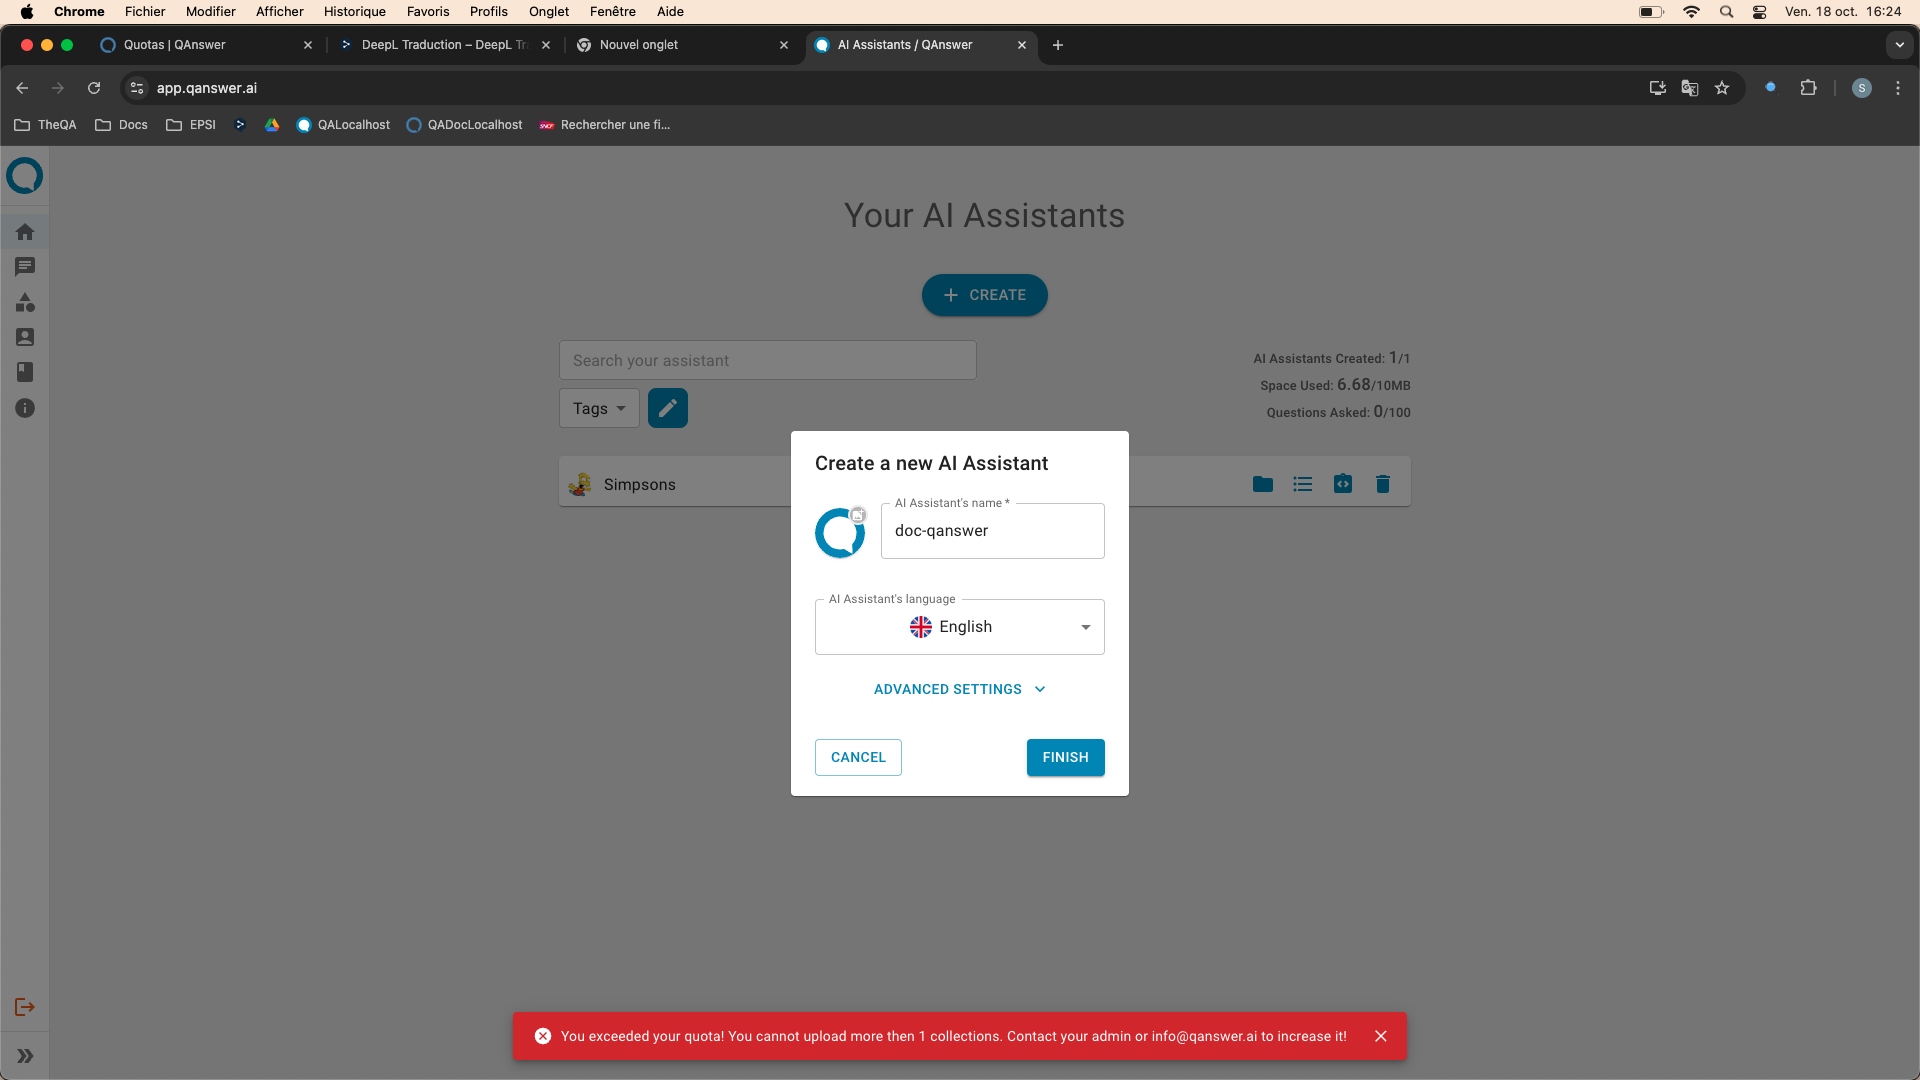 Chrome Fichier Modifier Afficher Historique Favoris Profils Onglet Fenêtre Aide Ven. 18 oct. 16:24
Quotas | QAnswer DeepL Traduction – DeepL Tr Nouvel onglet AI Assistants / QAnswer
app.qanswer.ai S
TheQA Docs EPSI QALocalhost QADocLocalhost SNCF Rechercher une fi...
Your AI Assistants
CREATE
Search your assistant
AI Assistants Created: 1/1
Space Used: 6.68/10MB
Tags
Questions Asked: 0/100
Simpsons
Create a new AI Assistant
AI Assistant's name *
doc-qanswer
AI Assistant's language
English
ADVANCED SETTINGS
CANCEL FINISH
You exceeded your quota! You cannot upload more then 1 collections. Contact your admin or info@qanswer.ai to increase it!